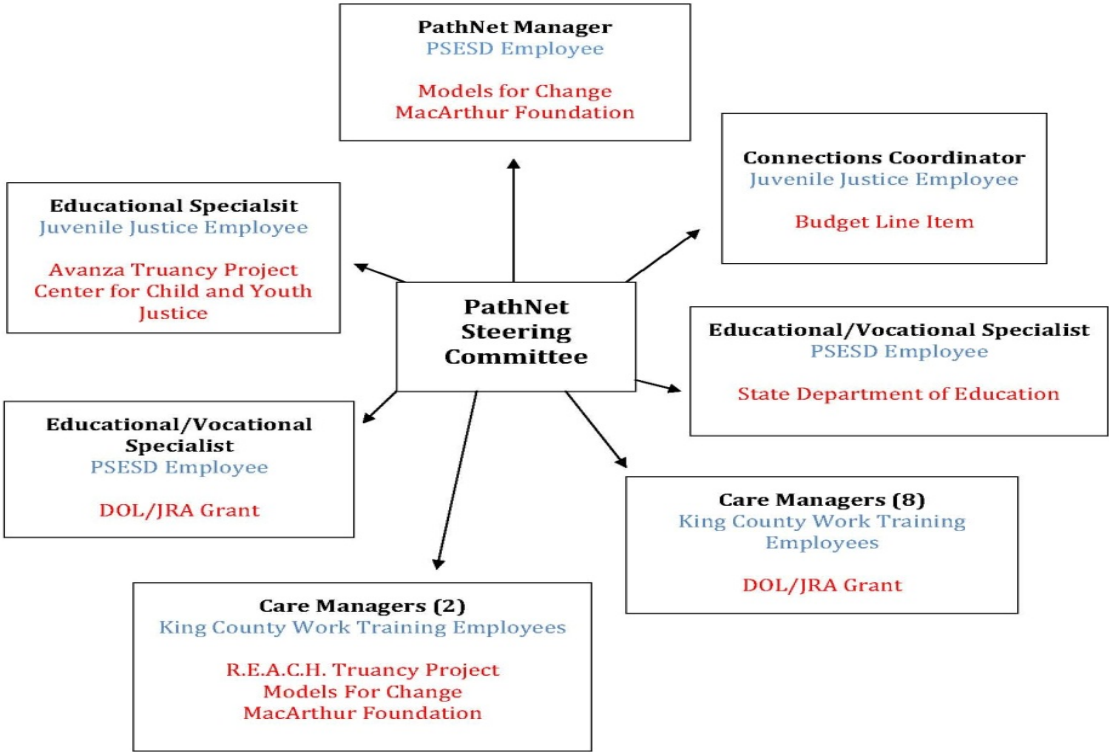 PathNet Manager
PSESD Employee
Models for Change
MacArthur Foundation
Connections Coordinator
Juvenile Justice Employee
Budget Line Item
Educational Specialsit
Juvenile Justice Employee
Avanza Truancy Project
Center for Child and Youth
Justice
PathNet
Steering
Committee
Educational/Vocational Specialist
PSESD Employee
State Department of Education
Educational/Vocational
Specialist
PSESD Employee
DOL/JRA Grant
Care Managers (8)
King County Work Training
Employees
DOL/JRA Grant
Care Managers (2)
King County Work Training Employees
R.E.A.C.H. Truancy Project
Models For Change
MacArthur Foundation